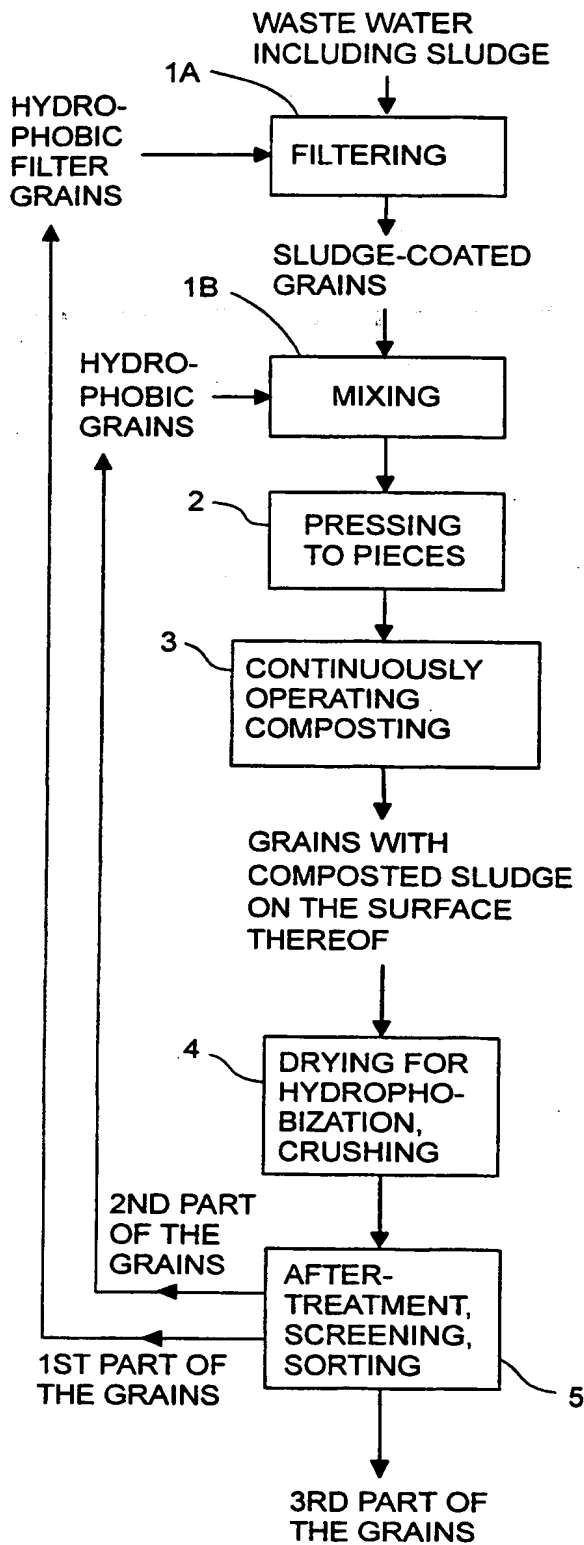 WASTE WATER
INCLUDING SLUDGE
1A
HYDRO-
PHOBIC
FILTER
GRAINS
FILTERING
SLUDGE-COATED
GRAINS
1B
HYDRO-
PHOBIC
GRAINS
MIXING
2
PRESSING
TO PIECES
3
CONTINUOUSLY
OPERATING
COMPOSTING
GRAINS WITH
COMPOSTED SLUDGE
ON THE SURFACE
THEREOF
4
DRYING FOR
HYDROPHO-
BIZATION,
CRUSHING
2ND PART
OF THE
GRAINS
AFTER-
TREATMENT,
SCREENING,
SORTING
1ST PART OF
THE GRAINS
5
3RD PART OF
THE GRAINS